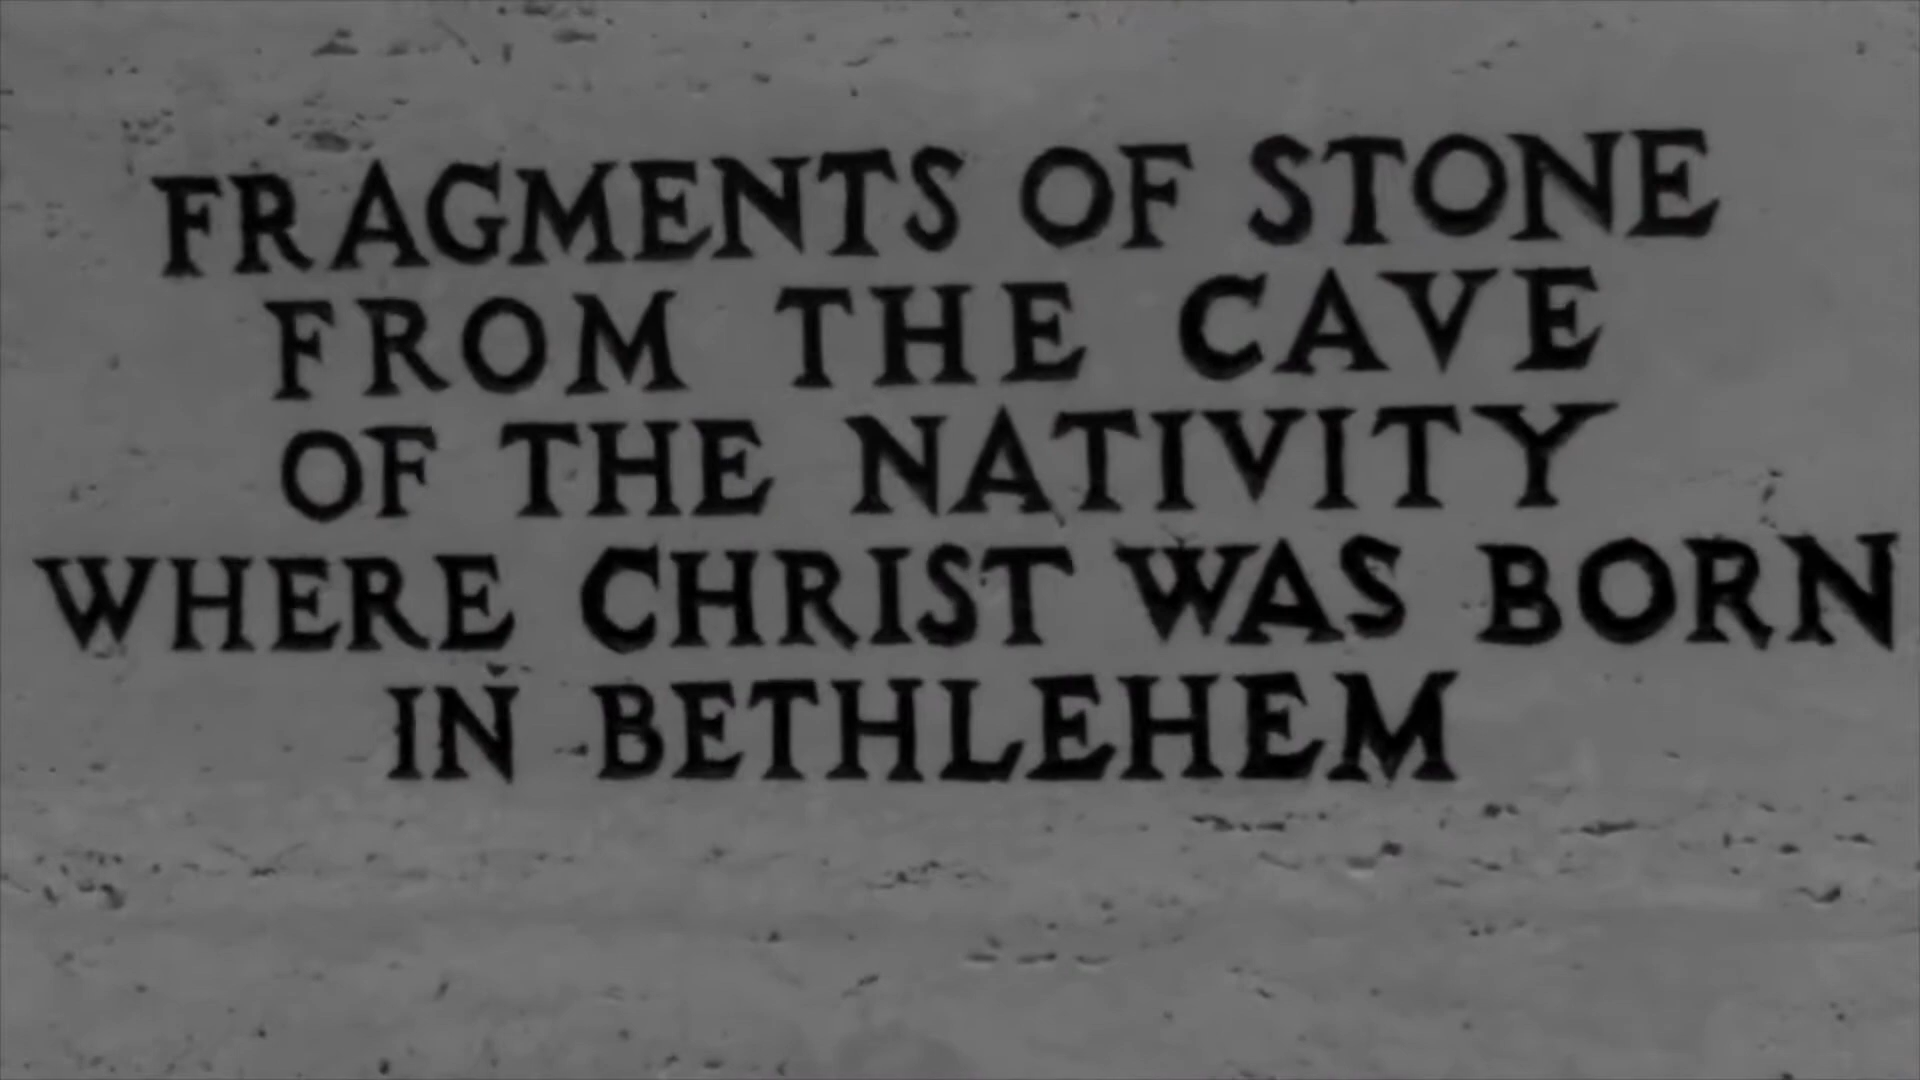 FRAGMENTS OF STONE
FROM THE CAVE
OF THE NATIVITY
WHERE CHRIST WAS BORN
IN BETHLEHEM